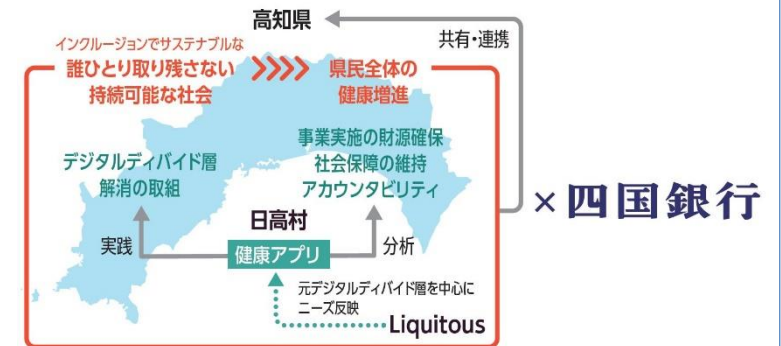 高知県
共有・連携
インクルージョンでサステナブルな
誰ひとり取り残さない
持続可能な社会
県民全体の
健康増進
事業実施の財源確保
社会保障の維持
アカウンタビリティ
デジタルディバイド層
解消の取組
×四国銀行
日高村
実践
健康アプリ
分析
元デジタルディバイド層を中心に
ニーズ反映
Liquitous